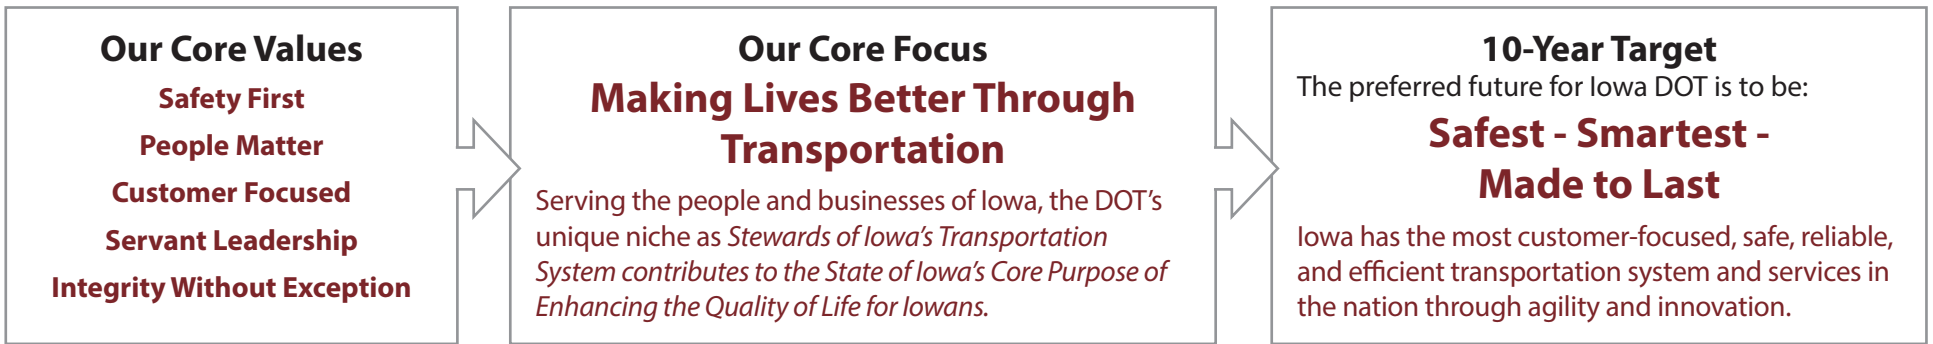 Our Core Values
Safety First
People Matter
Customer Focused
Servant Leadership
Integrity Without Exception
Our Core Focus
Making Lives Better Through
Transportation
Serving the people and businesses of Iowa, the DOT’s
unique niche as Stewards of Iowa’s Transportation
System contributes to the State of Iowa’s Core Purpose of
Enhancing the Quality of Life for Iowans.
10-Year Target
The preferred future for Iowa DOT is to be:
Safest - Smartest -
Made to Last
Iowa has the most customer-focused, safe, reliable,
and efficient transportation system and services in
the nation through agility and innovation.